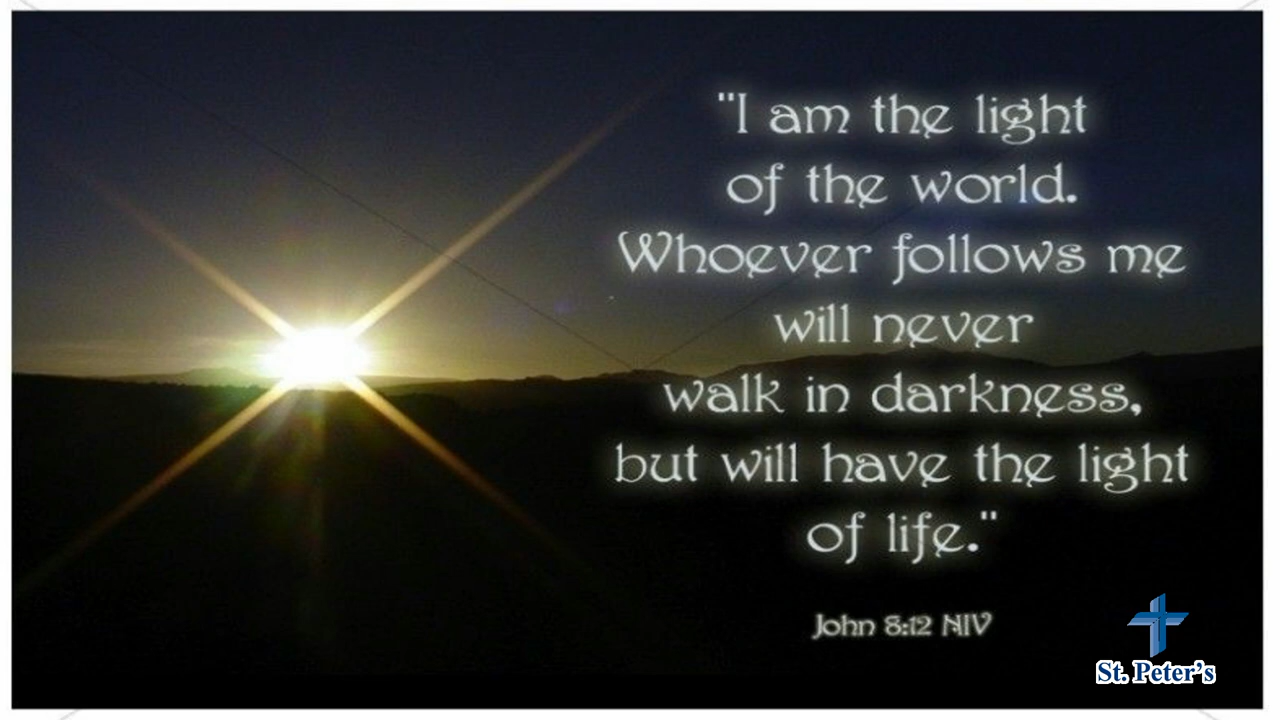 "I am the light
of the world.
Whoever follows me
will never
walk in darkness,
but will have the light
of life."
John 8:12 NIV
St. Peter's